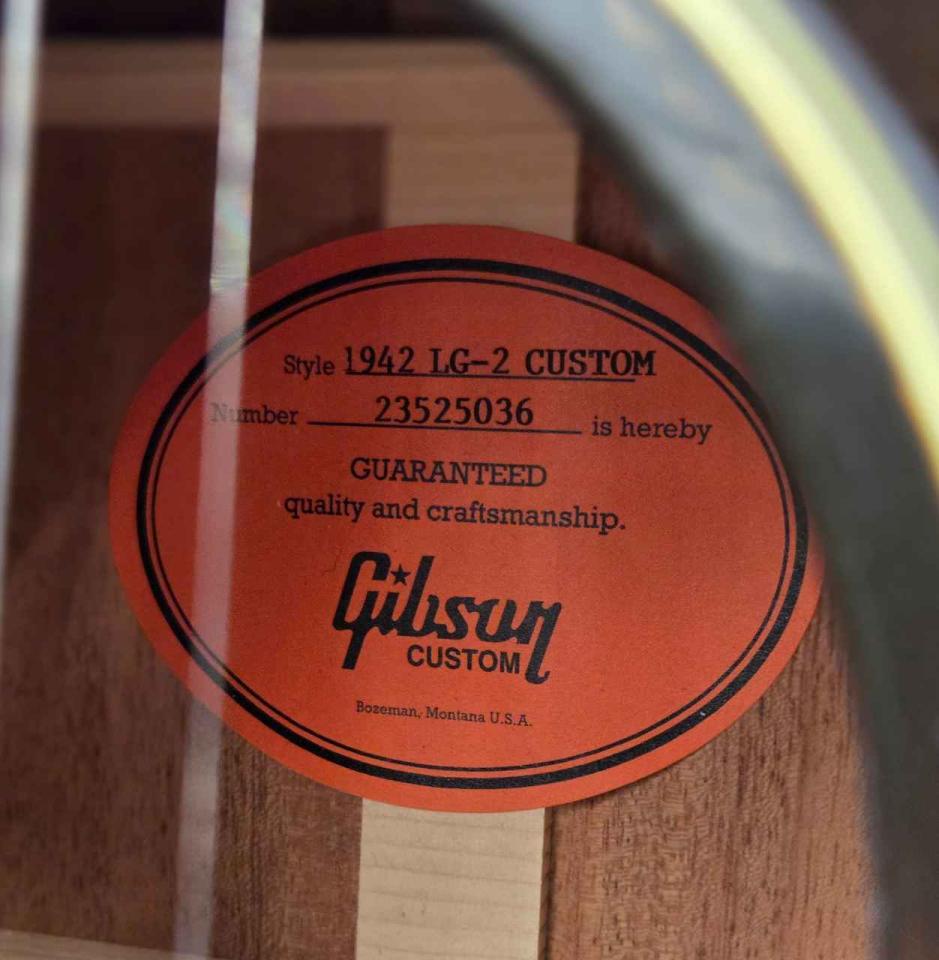 Style 1942 LG-2 CUSTOM
Number 23525036 is hereby
GUARANTEED
quality and craftsmanship.
Gibson
CUSTOM
Bozeman, Montana U.S.A.